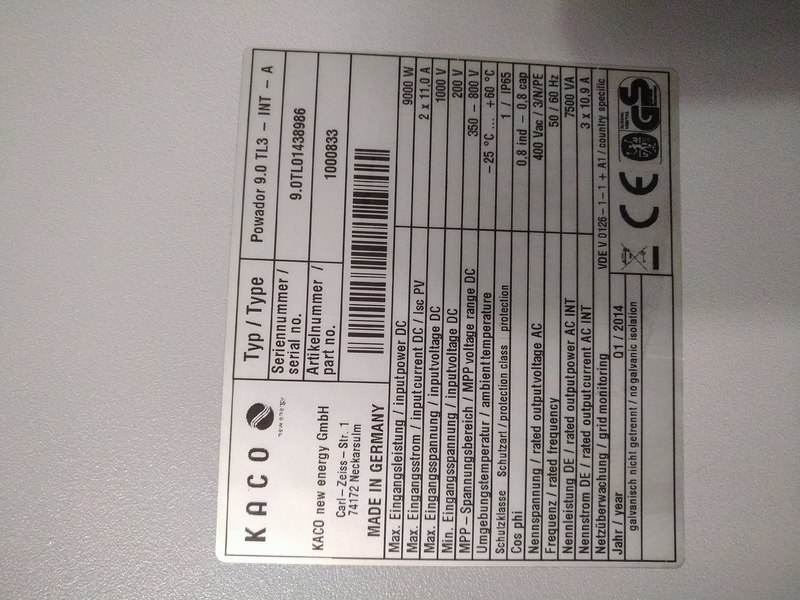 KACO
new energy.
KACO new energy GmbH
Carl-Zeiss-Str. 1
74172 Neckarsulm
MADE IN GERMANY
Typ / Type Powador 9.0 TL3 - INT - A
Seriennummer /
serial no. 9.0TL01438986
Artikelnummer /
part no. 1000833
Max. Eingangsleistung / inputpower DC 9000 W
Max. Eingangsstrom / input current DC / Isc PV 2 x 11,0 A
Max. Eingangsspannung / inputvoltage DC 1000 V
Min. Eingangsspannung / inputvoltage DC 200 V
MPP-Spannungsbereich / MPP voltage range DC 350 - 800 V
Umgebungstemperatur / ambienttemperature -25 °C ... +60 °C
Schutzklasse Schutzart / protection class protection 1 / IP65
Cos phi 0.8 ind - 0.8 cap
Nennspannung / rated outputvoltage AC 400 Vac / 3/N/PE
Frequenz / rated frequency 50 / 60 Hz
Nennleistung DE / rated outputpower AC INT 7500 VA
Nennstrom DE / rated outputcurrent AC INT 3 x 10,9 A
Netzüberwachung / grid monitoring VDE V 0126-1-1 + A1 / country specific
Jahr / year Q1 / 2014
galvanisch nicht getrennt / no galvanic isolation
CE GS